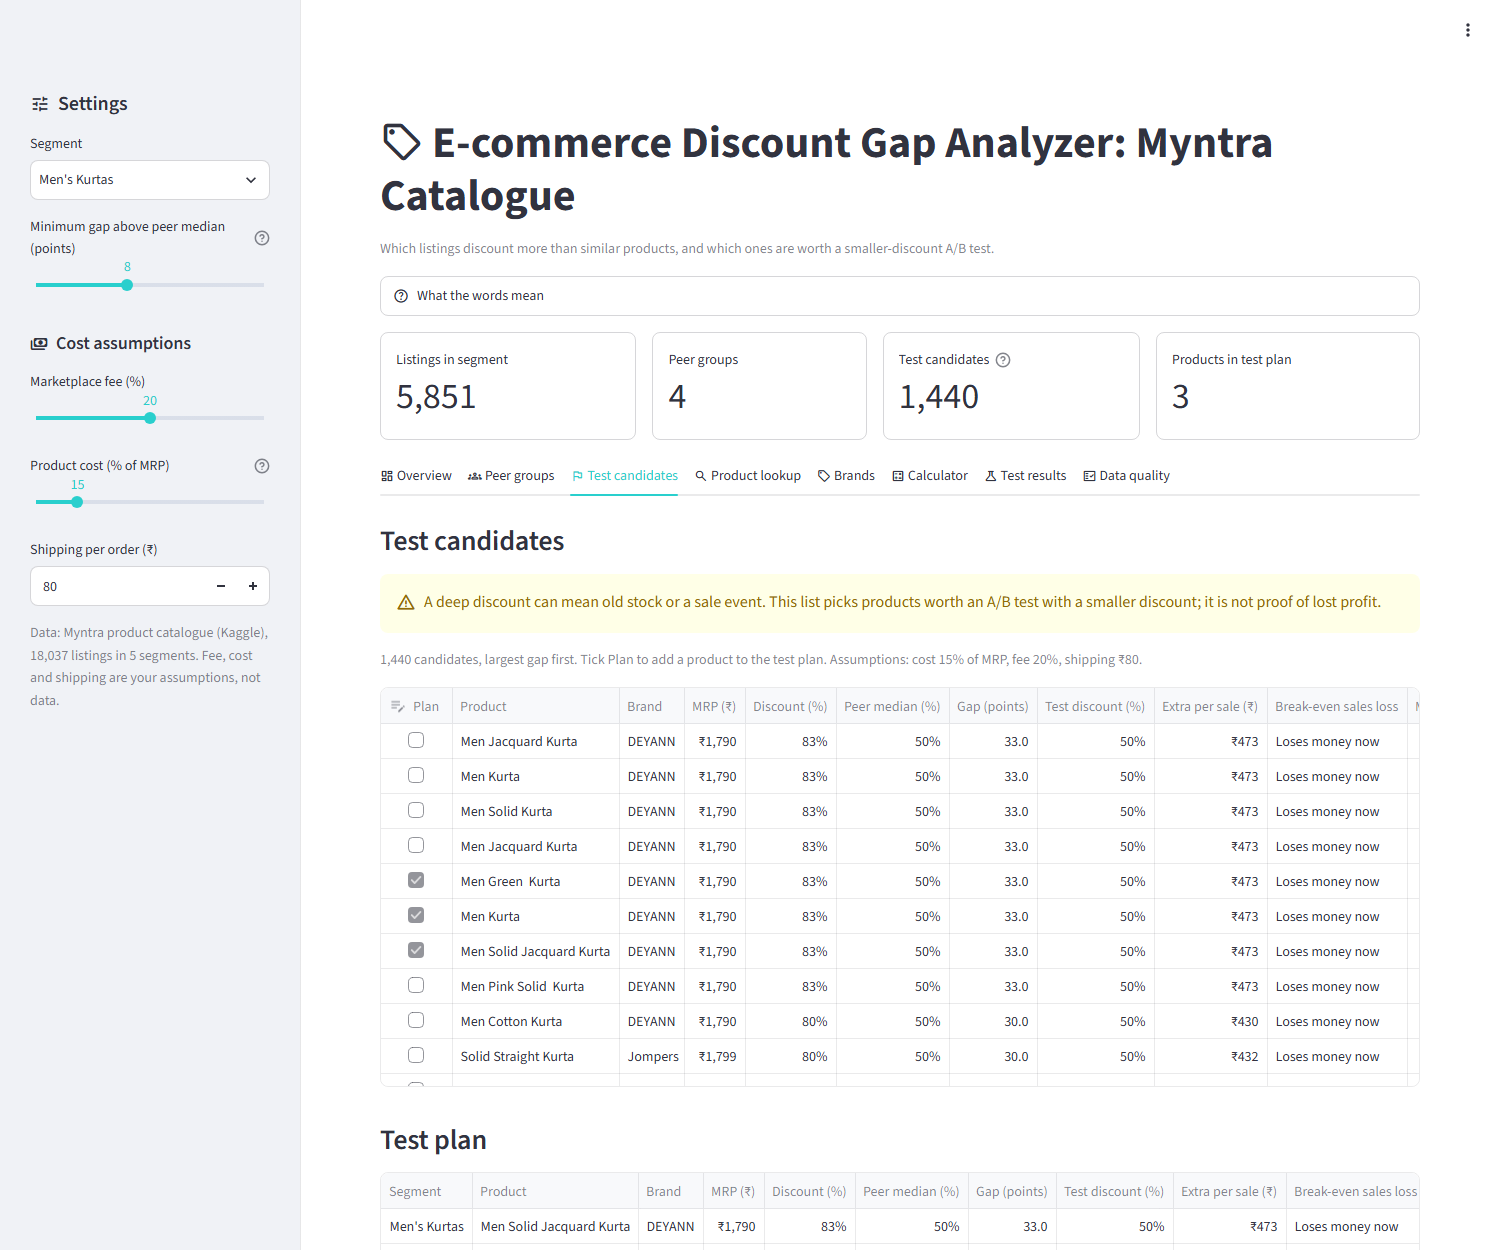 Settings
Segment
Men's Kurtas
Minimum gap above peer median
(points)
8
Cost assumptions
Marketplace fee (%)
20
Product cost (% of MRP)
15
Shipping per order (₹)
80
Data: Myntra product catalogue (Kaggle),
18,037 listings in 5 segments. Fee, cost
and shipping are your assumptions, not
data.
E-commerce Discount Gap Analyzer: Myntra
Catalogue
Which listings discount more than similar products, and which ones are worth a smaller-discount A/B test.
What the words mean
Listings in segment Peer groups Test candidates Products in test plan
5,851 4 1,440 3
Overview Peer groups Test candidates Product lookup Brands Calculator Test results Data quality
Test candidates
A deep discount can mean old stock or a sale event. This list picks products worth an A/B test with a smaller discount; it is not proof of lost profit.
1,440 candidates, largest gap first. Tick Plan to add a product to the test plan. Assumptions: cost 15% of MRP, fee 20%, shipping ₹80.
Plan Product Brand MRP (₹) Discount (%) Peer median (%) Gap (points) Test discount (%) Extra per sale (₹) Break-even sales loss
Men Jacquard Kurta DEYANN ₹1,790 83% 50% 33.0 50% ₹473 Loses money now
Men Kurta DEYANN ₹1,790 83% 50% 33.0 50% ₹473 Loses money now
Men Solid Kurta DEYANN ₹1,790 83% 50% 33.0 50% ₹473 Loses money now
Men Jacquard Kurta DEYANN ₹1,790 83% 50% 33.0 50% ₹473 Loses money now
Men Green  Kurta DEYANN ₹1,790 83% 50% 33.0 50% ₹473 Loses money now
Men Kurta DEYANN ₹1,790 83% 50% 33.0 50% ₹473 Loses money now
Men Solid Jacquard Kurta DEYANN ₹1,790 83% 50% 33.0 50% ₹473 Loses money now
Men Pink Solid  Kurta DEYANN ₹1,790 83% 50% 33.0 50% ₹473 Loses money now
Men Cotton Kurta DEYANN ₹1,790 80% 50% 30.0 50% ₹430 Loses money now
Solid Straight Kurta Jompers ₹1,799 80% 50% 30.0 50% ₹432 Loses money now
Test plan
Segment Product Brand MRP (₹) Discount (%) Peer median (%) Gap (points) Test discount (%) Extra per sale (₹) Break-even sales loss
Men's Kurtas Men Solid Jacquard Kurta DEYANN ₹1,790 83% 50% 33.0 50% ₹473 Loses money now